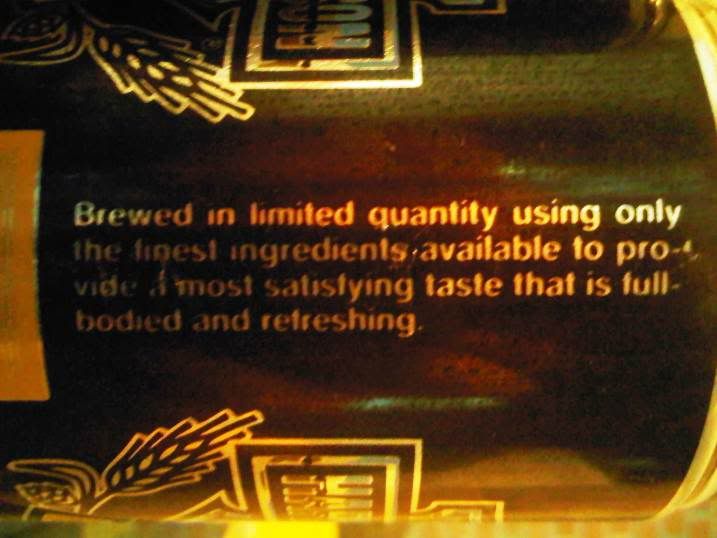 Brewed in limited quantity using only
the finest ingredients available to pro-
vide a most satisfying taste that is full-
bodied and refreshing.